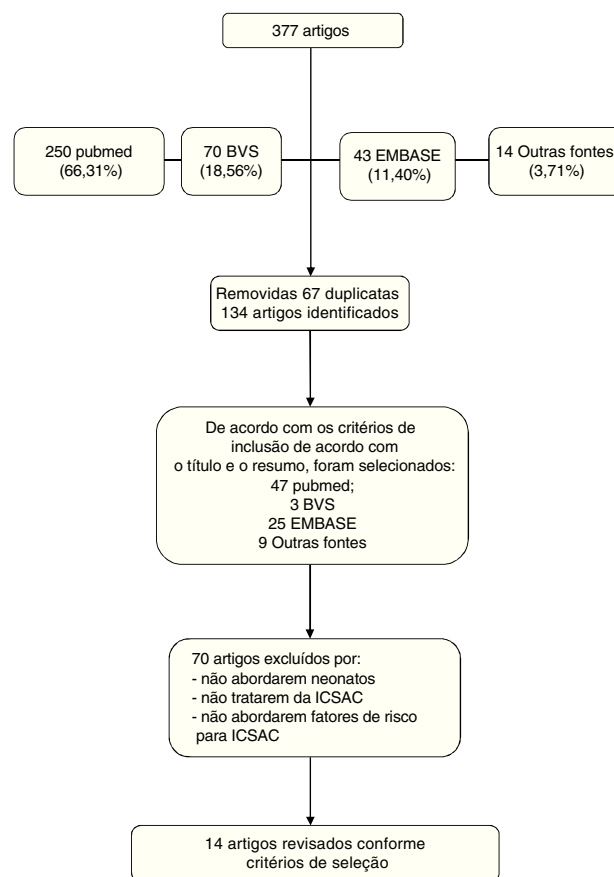 377 artigos
250 pubmed
(66,31%)
70 BVS
(18,56%)
43 EMBASE
(11,40%)
14 Outras fontes
(3,71%)
Removidas 67 duplicatas
134 artigos identificados
De acordo com os critérios de
inclusão de acordo com
o título e o resumo, foram selecionados:
47 pubmed;
3 BVS
25 EMBASE
9 Outras fontes
70 artigos excluídos por:
- não abordarem neonatos
- não tratarem da ICSAC
- não abordarem fatores de risco
para ICSAC
14 artigos revisados conforme
critérios de seleção